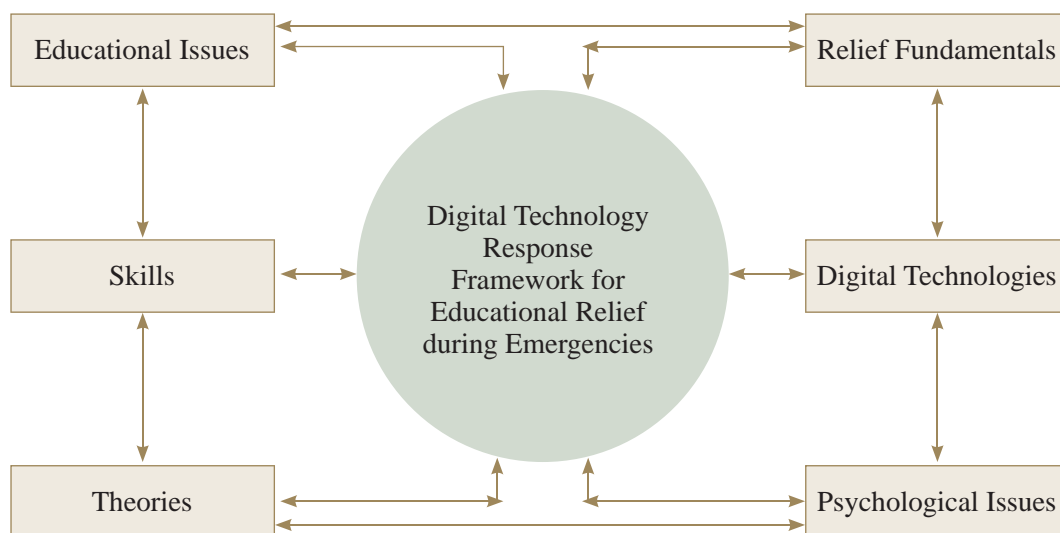 Educational Issues
Relief Fundamentals
Digital Technology
Response
Framework for
Educational Relief
during Emergencies
Skills
Digital Technologies
Theories
Psychological Issues